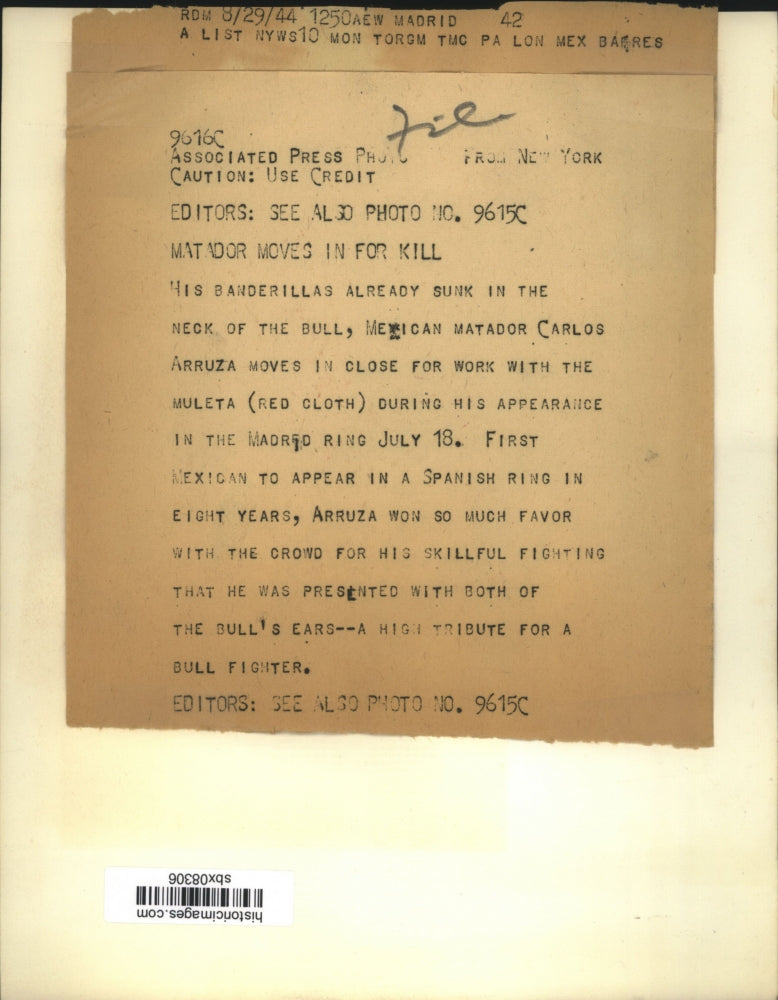 RDM 8/29/44 1250AEW MADRID 42
A LIST NYWS10 MON TORGM TMC PA LON MEX BAIRES
File
9616C
ASSOCIATED PRESS PHOTO FROM NEW YORK
CAUTION: USE CREDIT
EDITORS: SEE ALSO PHOTO NO. 9615C
MATADOR MOVES IN FOR KILL
HIS BANDERILLAS ALREADY SUNK IN THE
NECK OF THE BULL, MEXICAN MATADOR CARLOS
ARRUZA MOVES IN CLOSE FOR WORK WITH THE
MULETA (RED CLOTH) DURING HIS APPEARANCE
IN THE MADRID RING JULY 18. FIRST
MEXICAN TO APPEAR IN A SPANISH RING IN
EIGHT YEARS, ARRUZA WON SO MUCH FAVOR
WITH THE CROWD FOR HIS SKILLFUL FIGHTING
THAT HE WAS PRESENTED WITH BOTH OF
THE BULL'S EARS--A HIGH TRIBUTE FOR A
BULL FIGHTER.
EDITORS: SEE ALSO PHOTO NO. 9615C
sbx08306
historicimages.com